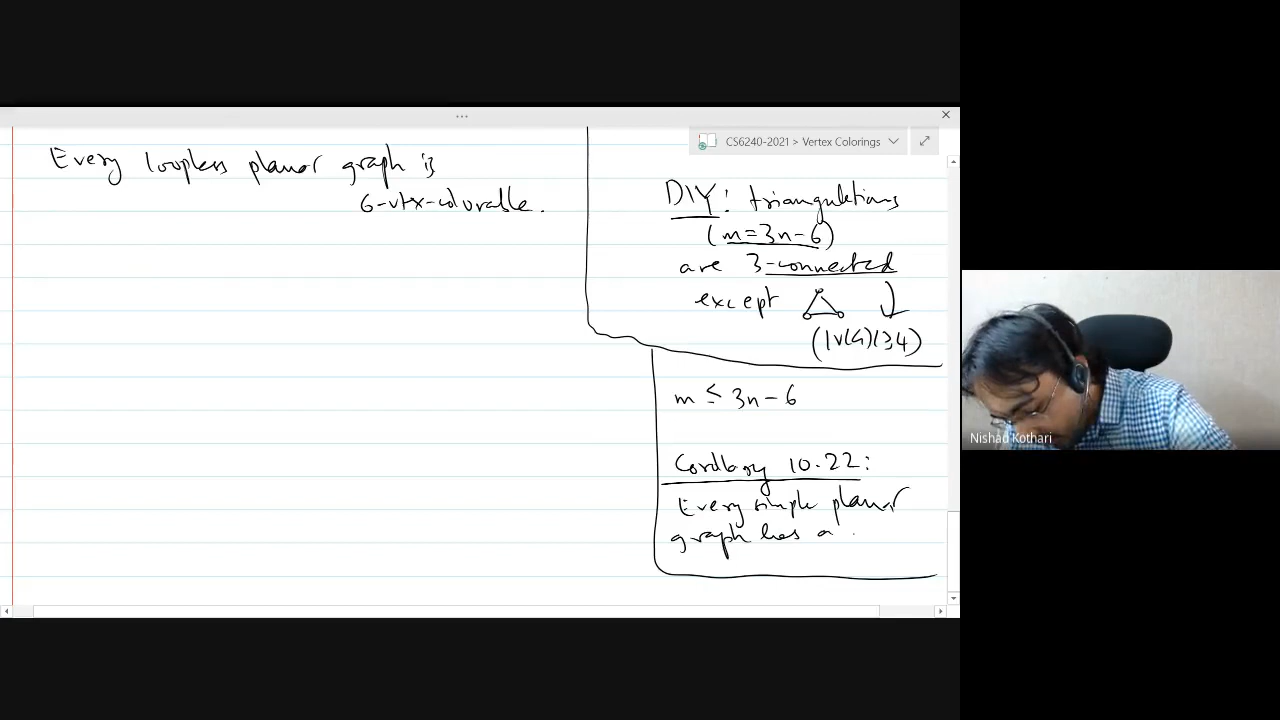 CS6240-2021 > Vertex Colorings
Every loopless planar graph is
6-vtx-colorable.
DIY: triangulations
(m=3n-6)
are 3-connected
except
(|V(G)|≥4)
m ≤ 3n-6
Corollary 10.22:
Every simple planar
graph has a
Nishad Kothari